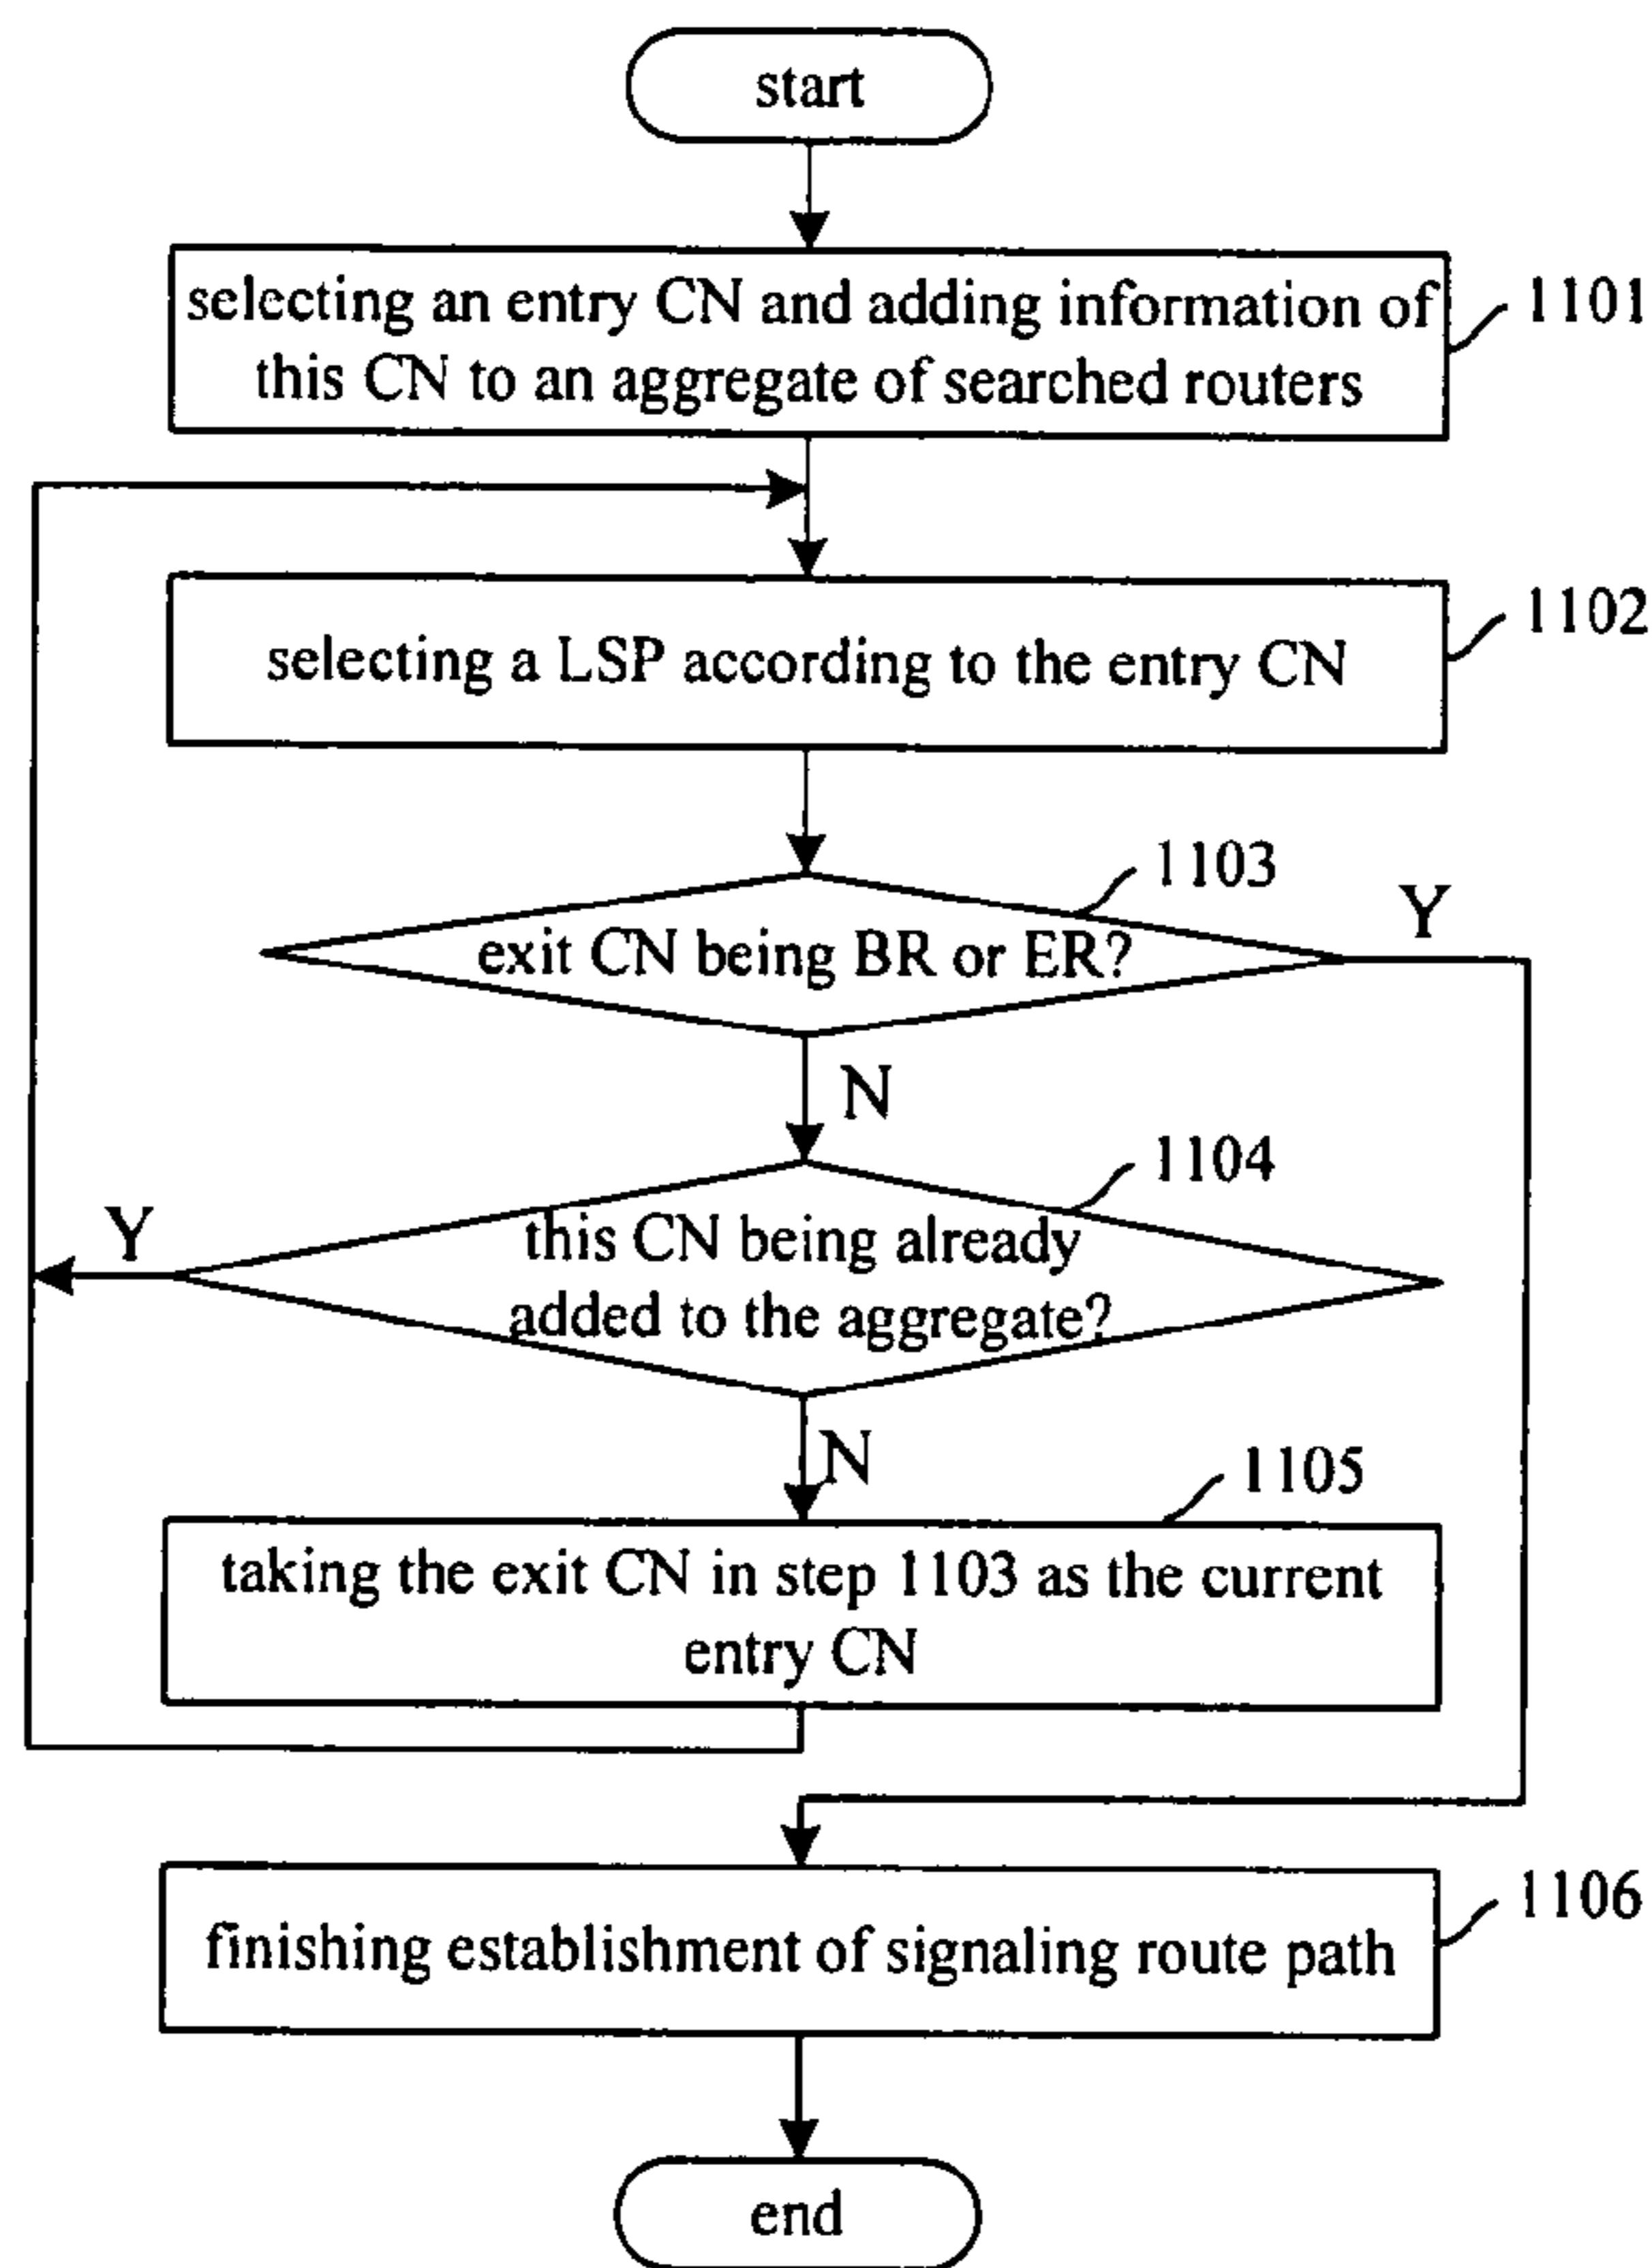 start
selecting an entry CN and adding information of
this CN to an aggregate of searched routers
1101
selecting a LSP according to the entry CN
1102
1103
exit CN being BR or ER?
Y
N
1104
this CN being already
added to the aggregate?
Y
N
1105
taking the exit CN in step 1103 as the current
entry CN
finishing establishment of signaling route path
1106
end